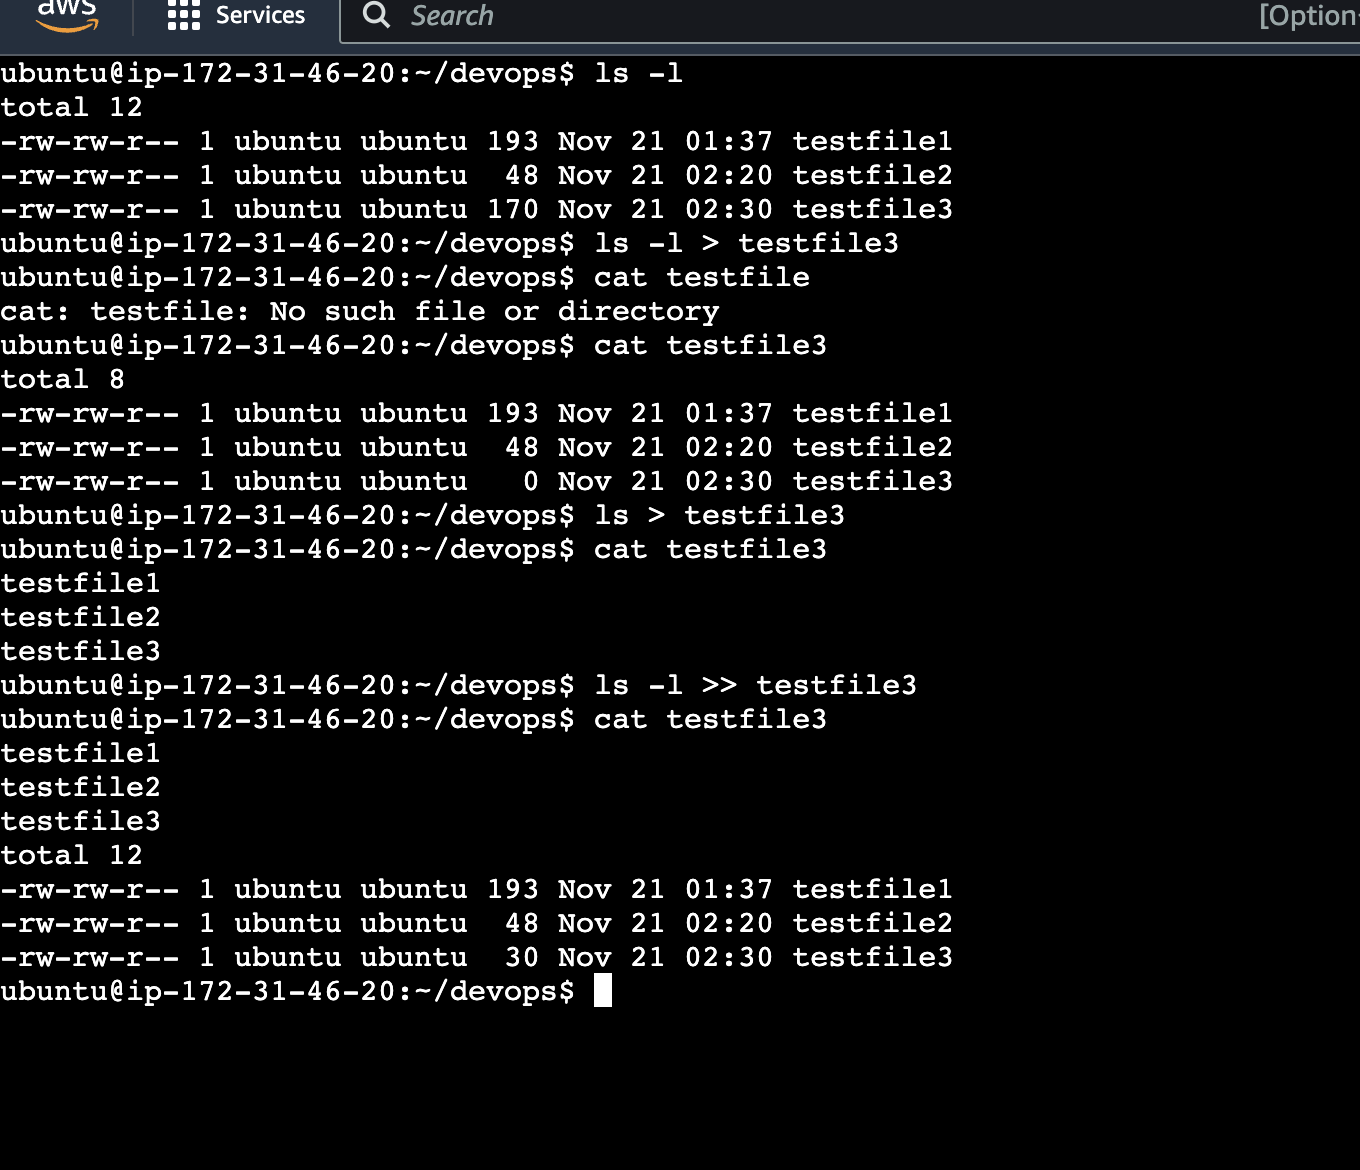 aws Services Search [Option
ubuntu@ip-172-31-46-20:~/devops$ ls -l
total 12
-rw-rw-r-- 1 ubuntu ubuntu 193 Nov 21 01:37 testfile1
-rw-rw-r-- 1 ubuntu ubuntu  48 Nov 21 02:20 testfile2
-rw-rw-r-- 1 ubuntu ubuntu 170 Nov 21 02:30 testfile3
ubuntu@ip-172-31-46-20:~/devops$ ls -l > testfile3
ubuntu@ip-172-31-46-20:~/devops$ cat testfile
cat: testfile: No such file or directory
ubuntu@ip-172-31-46-20:~/devops$ cat testfile3
total 8
-rw-rw-r-- 1 ubuntu ubuntu 193 Nov 21 01:37 testfile1
-rw-rw-r-- 1 ubuntu ubuntu  48 Nov 21 02:20 testfile2
-rw-rw-r-- 1 ubuntu ubuntu   0 Nov 21 02:30 testfile3
ubuntu@ip-172-31-46-20:~/devops$ ls > testfile3
ubuntu@ip-172-31-46-20:~/devops$ cat testfile3
testfile1
testfile2
testfile3
ubuntu@ip-172-31-46-20:~/devops$ ls -l >> testfile3
ubuntu@ip-172-31-46-20:~/devops$ cat testfile3
testfile1
testfile2
testfile3
total 12
-rw-rw-r-- 1 ubuntu ubuntu 193 Nov 21 01:37 testfile1
-rw-rw-r-- 1 ubuntu ubuntu  48 Nov 21 02:20 testfile2
-rw-rw-r-- 1 ubuntu ubuntu  30 Nov 21 02:30 testfile3
ubuntu@ip-172-31-46-20:~/devops$